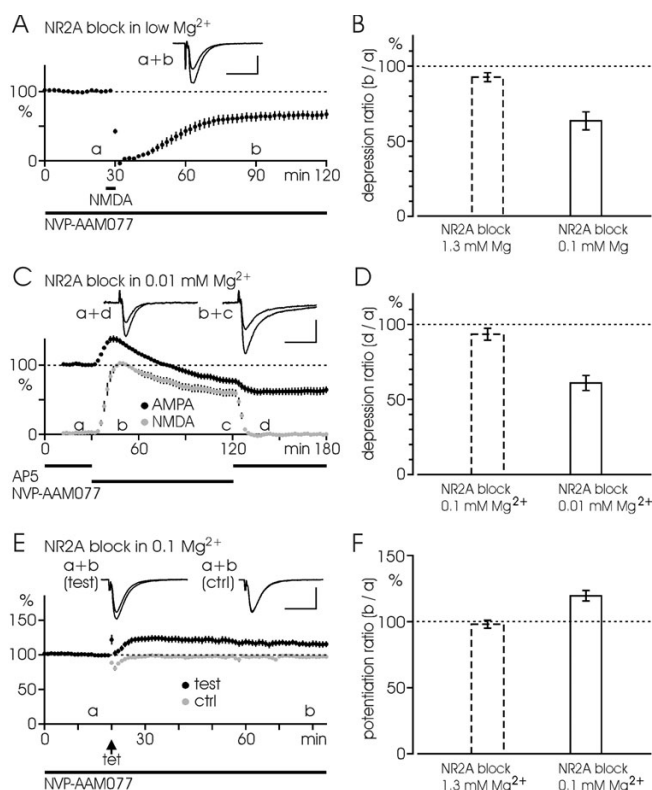 A NR2A block in low Mg2+
a+b
100
%
a
b
0
0 30 60 90 min 120
NMDA
NVP-AAM077
B
%
100
50
0
depression ratio (b / a)
NR2A block
1.3 mM Mg
NR2A block
0.1 mM Mg
C NR2A block in 0.01 mM Mg2+
a+d
b+c
100
%
AMPA
NMDA
a b c d
0
0 60 120 min 180
AP5
NVP-AAM077
D
%
100
50
0
depression ratio (d / a)
NR2A block
0.1 mM Mg2+
NR2A block
0.01 mM Mg2+
E NR2A block in 0.1 Mg2+
a+b
(test)
a+b
(ctrl)
%
150
100
50
test
ctrl
a b
0
0 30 60 min
tet
NVP-AAM077
F
150
%
100
50
0
potentiation ratio (b / a)
NR2A block
1.3 mM Mg2+
NR2A block
0.1 mM Mg2+